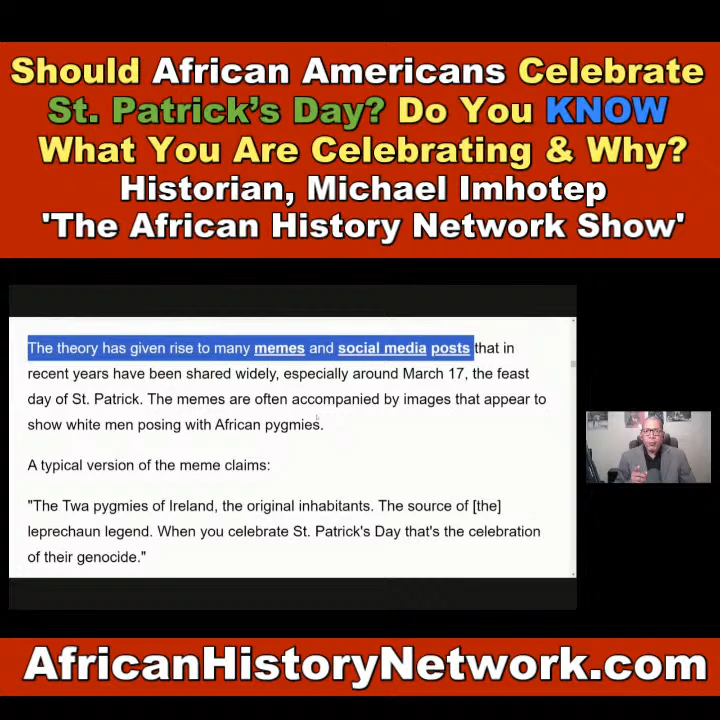 Should African Americans Celebrate
St. Patrick's Day? Do You KNOW
What You Are Celebrating & Why?
Historian, Michael Imhotep
'The African History Network Show'
The theory has given rise to many memes and social media posts that in
recent years have been shared widely, especially around March 17, the feast
day of St. Patrick. The memes are often accompanied by images that appear to
show white men posing with African pygmies.
A typical version of the meme claims:
"The Twa pygmies of Ireland, the original inhabitants. The source of [the]
leprechaun legend. When you celebrate St. Patrick's Day that's the celebration
of their genocide."
AfricanHistoryNetwork.com